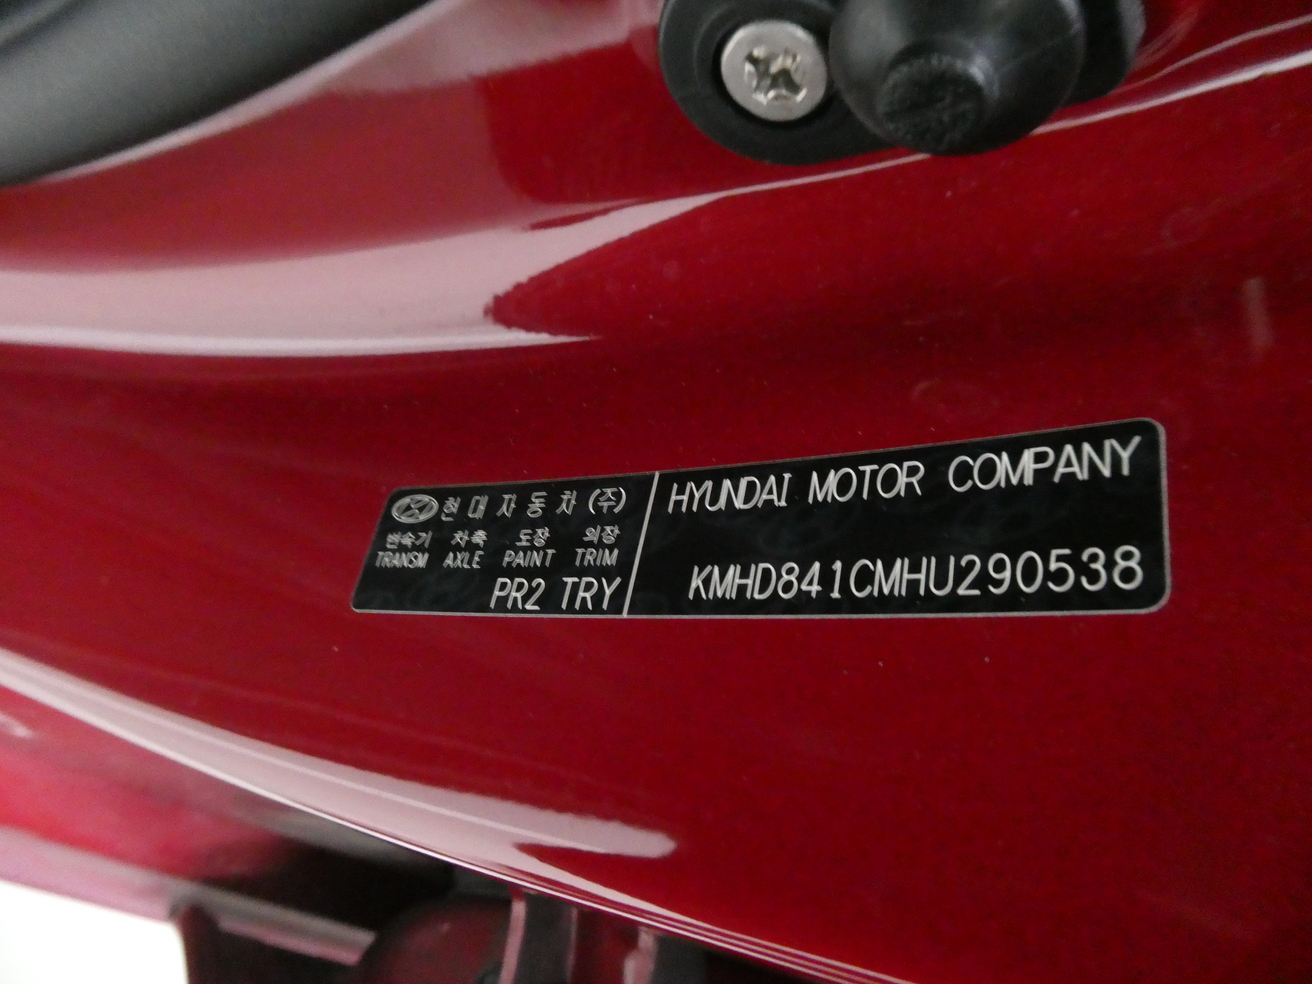 현대자동차(주)
변속기 차축 도장 외장
TRANSM AXLE PAINT TRIM
PR2 TRY
HYUNDAI MOTOR COMPANY
KMHD841CMHU290538